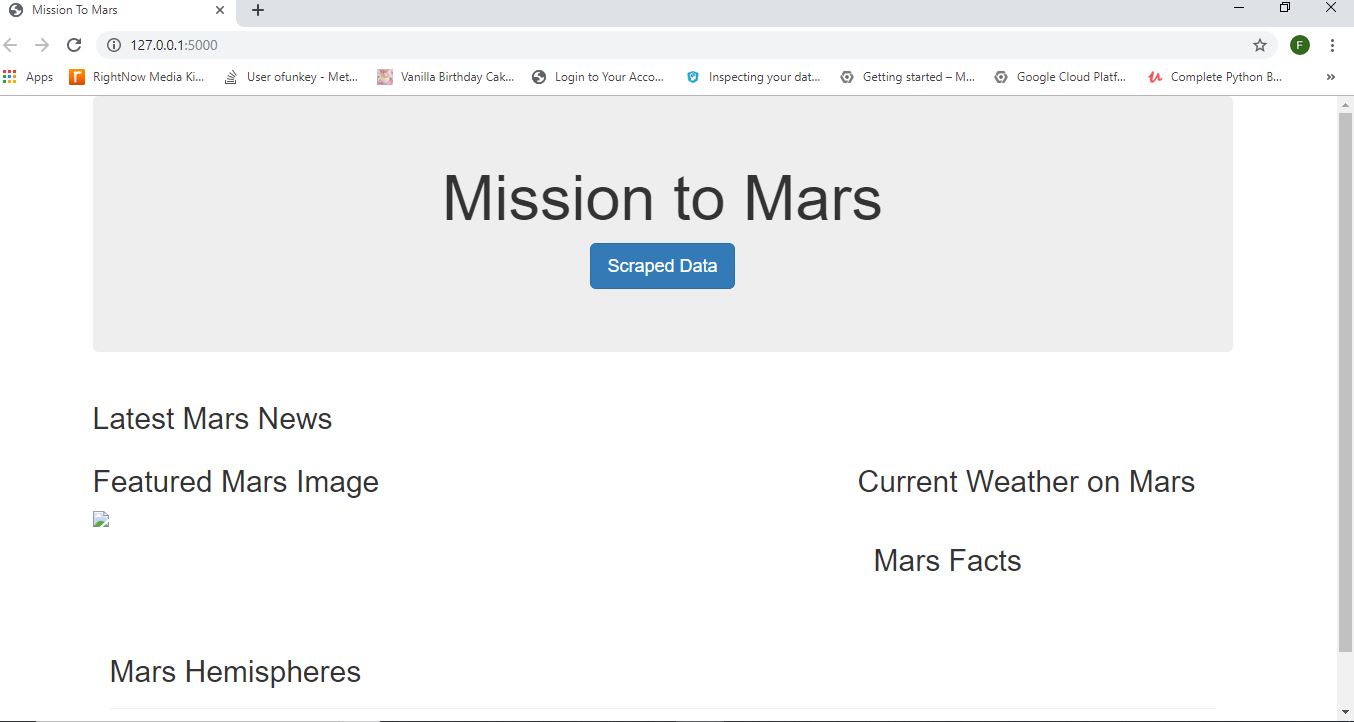 Mission To Mars
127.0.0.1:5000
F
Apps RightNow Media Ki... User ofunkey - Met... Vanilla Birthday Cak... Login to Your Acco... Inspecting your dat... Getting started – M... Google Cloud Platf... Complete Python B... »
Mission to Mars
Scraped Data
Latest Mars News
Featured Mars Image
Current Weather on Mars
Mars Facts
Mars Hemispheres